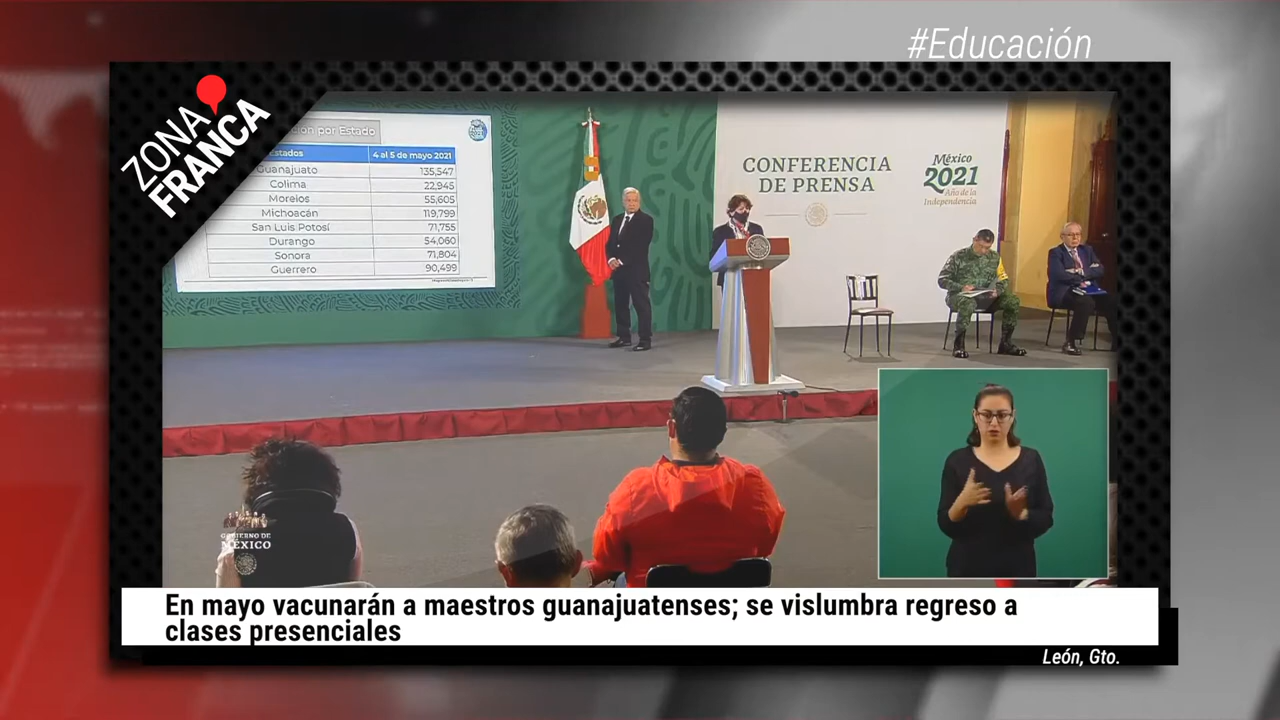 #Educación
ZONA
FRANCA
por Estado
Estados
4 al 5 de mayo 2021
Guanajuato
135,547
Colima
22,945
Morelos
55,605
Michoacán
119,799
San Luis Potosí
71,755
Durango
54,060
Sonora
71,804
Guerrero
90,499
CONFERENCIA
DE PRENSA
México
2021
Año de la
Independencia
GOBIERNO DE
MÉXICO
En mayo vacunarán a maestros guanajuatenses; se vislumbra regreso a
clases presenciales
León, Gto.